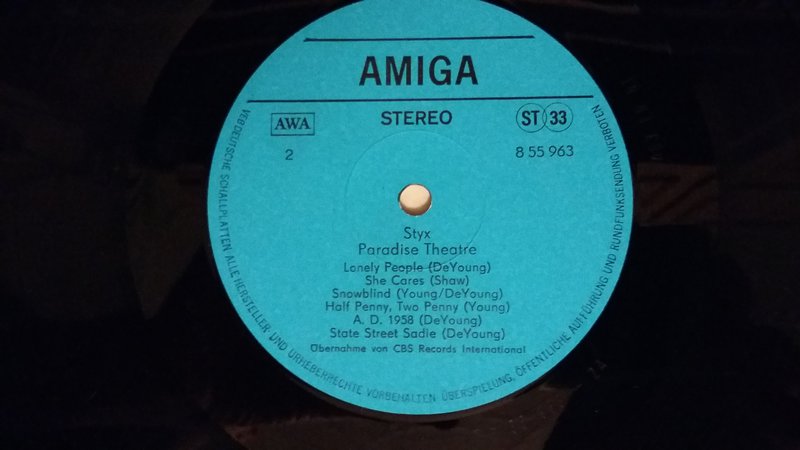 AMIGA
AWA
STEREO
ST 33
2
8 55 963
Styx
Paradise Theatre
Lonely People (DeYoung)
She Cares (Shaw)
Snowblind (Young/DeYoung)
Half Penny, Two Penny (Young)
A. D. 1958 (DeYoung)
State Street Sadie (DeYoung)
Übernahme von CBS Records International
VEB DEUTSCHE SCHALLPLATTEN ALLE HERSTELLER- UND URHEBERRECHTE VORBEHALTEN ÜBERSPIELUNG, ÖFFENTLICHE AUFFÜHRUNG UND RUNDFUNKSENDUNG VERBOTEN